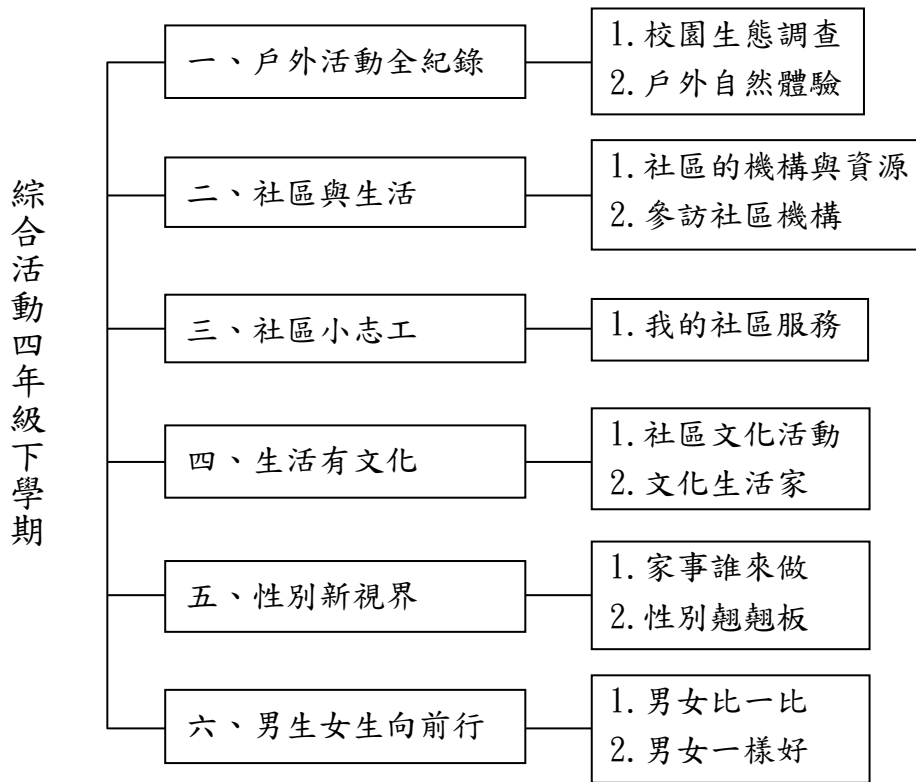 綜合活動四年級下學期
一、戶外活動全紀錄
1.校園生態調查
2.戶外自然體驗
二、社區與生活
1.社區的機構與資源
2.參訪社區機構
三、社區小志工
1.我的社區服務
四、生活有文化
1.社區文化活動
2.文化生活家
五、性別新視界
1.家事誰來做
2.性別翹翹板
六、男生女生向前行
1.男女比一比
2.男女一樣好